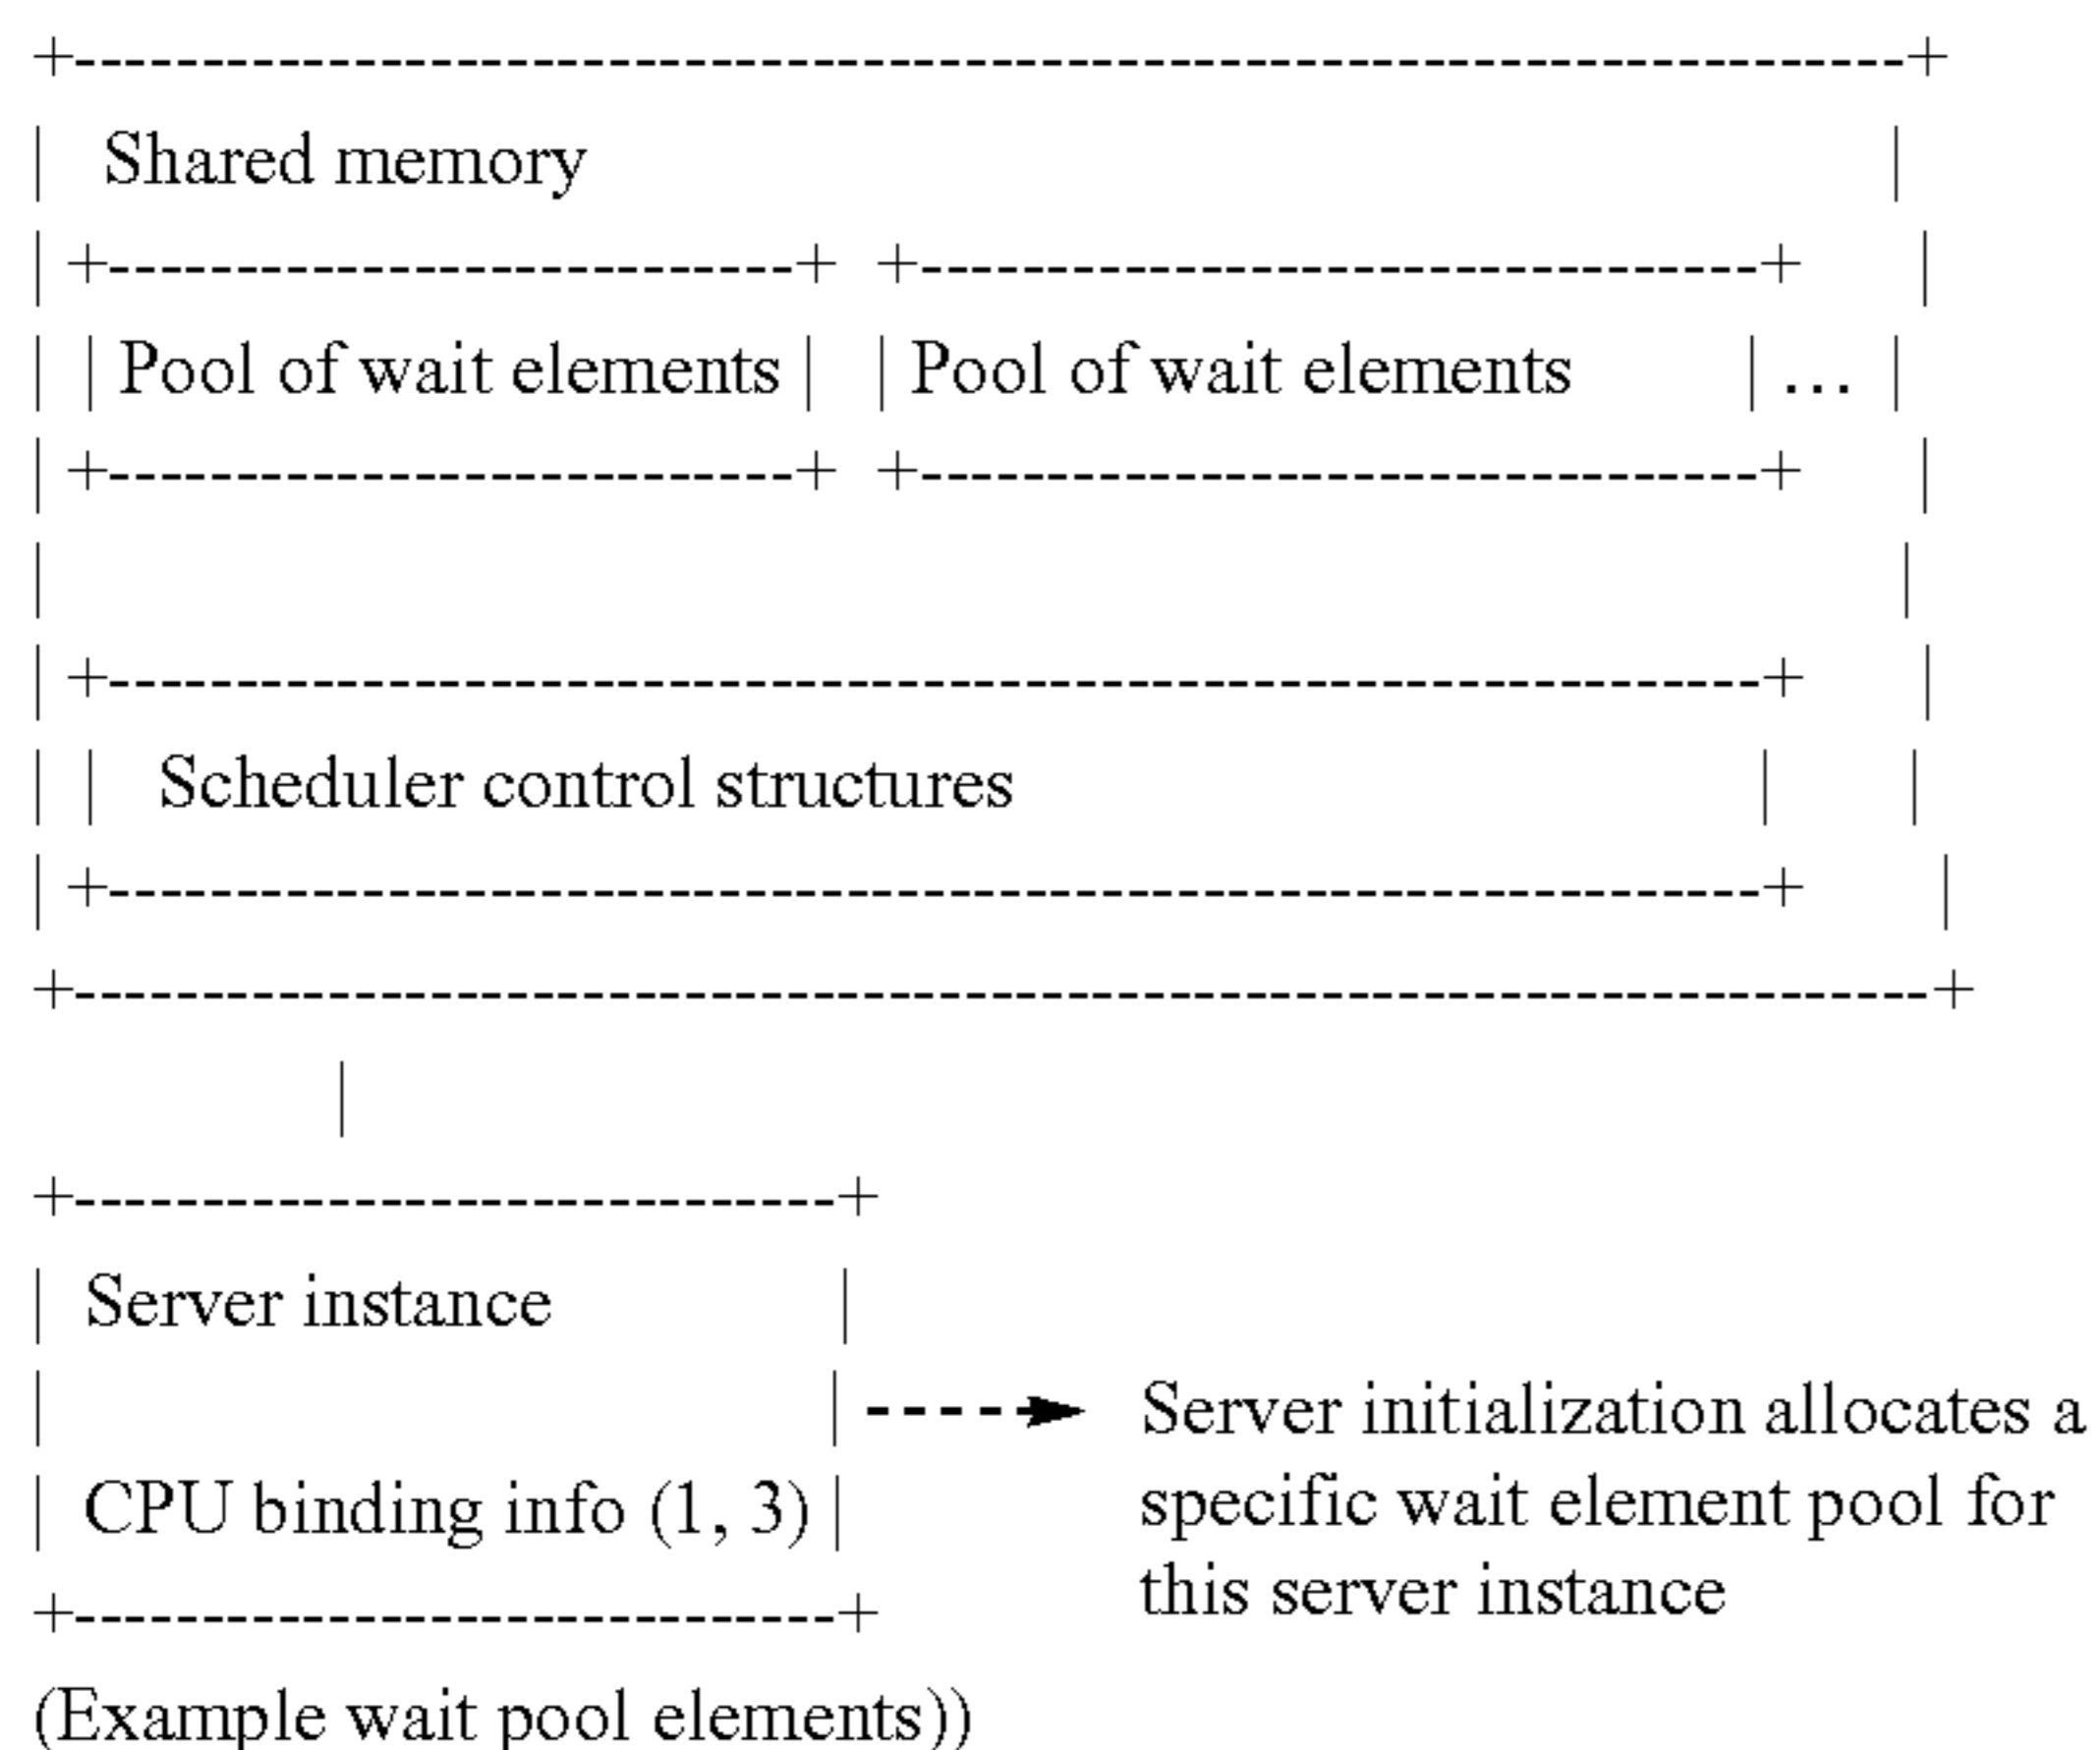 +------------------------------------------------------------------------+
| Shared memory |
| +---------------------------+ +---------------------------------+ |
| | Pool of wait elements | | Pool of wait elements | ... |
| +---------------------------+ +---------------------------------+ |
| |
| +-----------------------------------------------------------------+ |
| | Scheduler control structures | |
| +-----------------------------------------------------------------+ |
+-------------------------------------------------------------------------+
|
+------------------------------+
| Server instance |
| | ----► Server initialization allocates a
| CPU binding info (1, 3) | specific wait element pool for
+------------------------------+ this server instance
(Example wait pool elements))